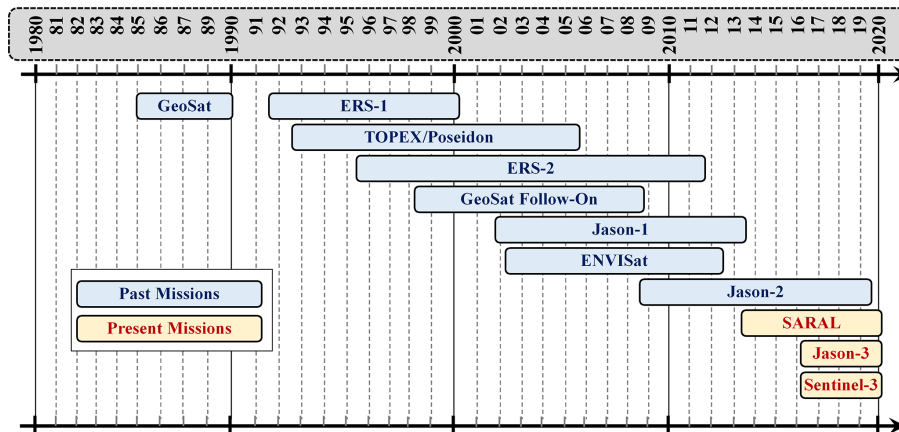 1980 81 82 83 84 85 86 87 88 89 1990 91 92 93 94 95 96 97 98 99 2000 01 02 03 04 05 06 07 08 09 2010 11 12 13 14 15 16 17 18 19 2020
GeoSat ERS-1
TOPEX/Poseidon
ERS-2
GeoSat Follow-On
Jason-1
ENVISat
Past Missions Jason-2
Present Missions SARAL
Jason-3
Sentinel-3